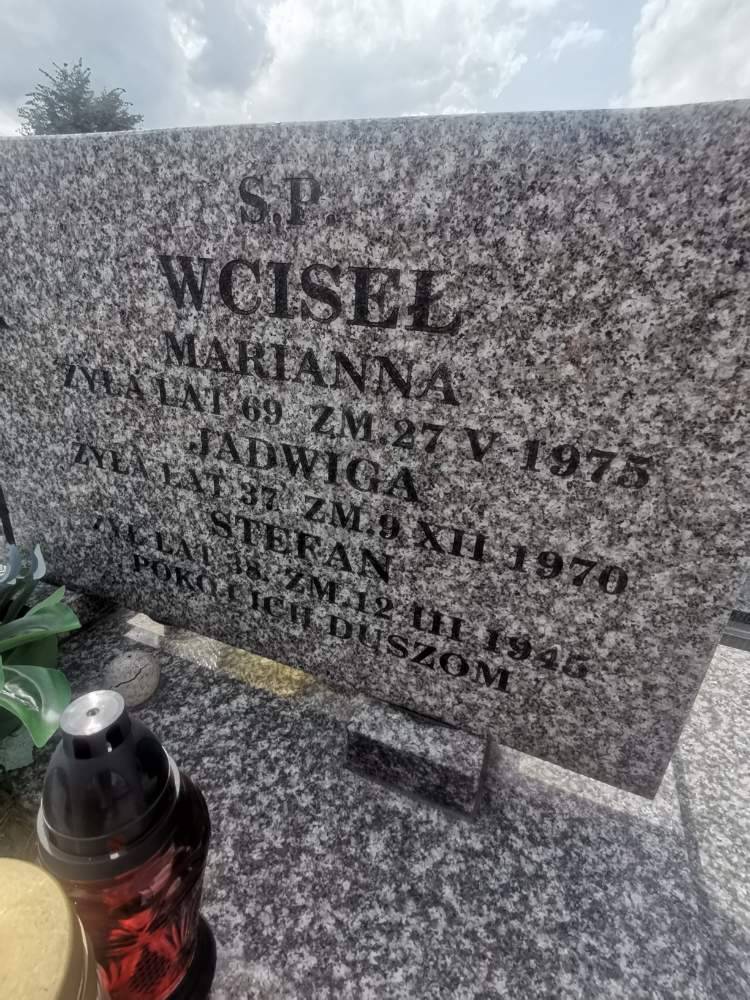 Ś.P.
WCISEŁ
MARIANNA
ŻYŁA LAT 69 ZM.27 V 1975
JADWIGA
ŻYŁA LAT 37 ZM.9 XII 1970
STEFAN
ŻYŁ LAT 38 ZM.12 III 1945
POKÓJ ICH DUSZOM